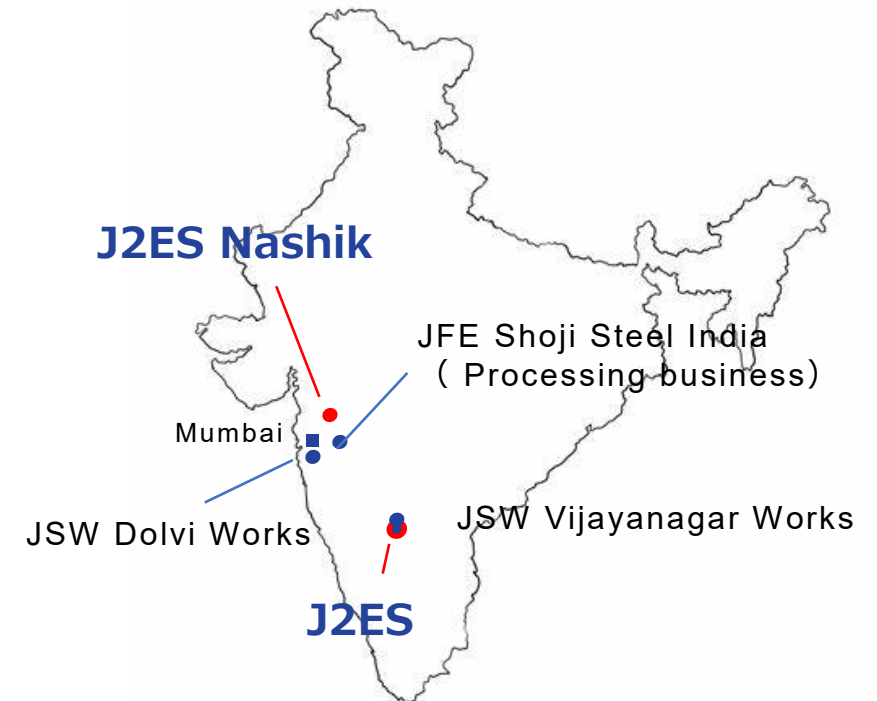 J2ES Nashik
JFE Shoji Steel India
( Processing business)
Mumbai
JSW Vijayanagar Works
JSW Dolvi Works
J2ES